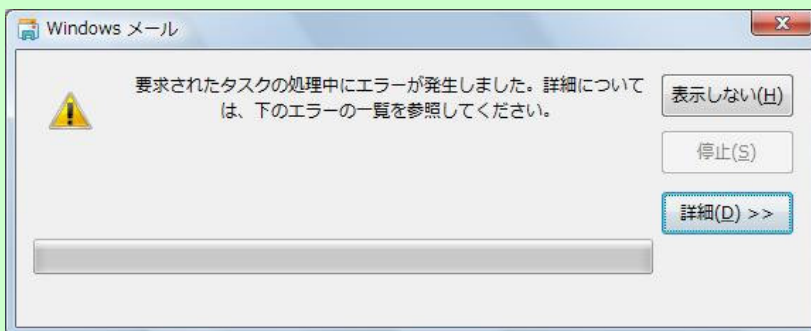 Windows メール
要求されたタスクの処理中にエラーが発生しました。詳細について
は、下のエラーの一覧を参照してください。
表示しない(H)
停止(S)
詳細(D) >>